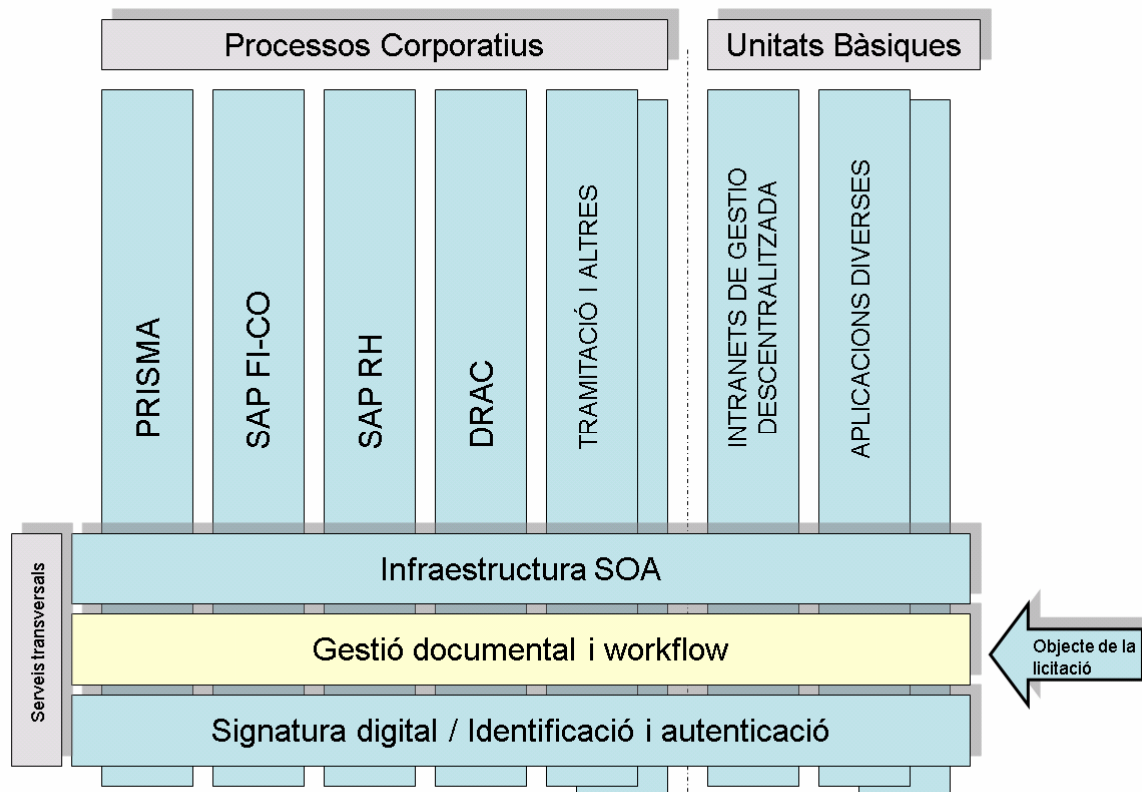 Processos Corporatius
Unitats Bàsiques
PRISMA
SAP FI-CO
SAP RH
DRAC
TRAMITACIÓ I ALTRES
INTRANETS DE GESTIO
DESCENTRALITZADA
APLICACIONS DIVERSES
Serveis transversals
Infraestructura SOA
Gestió documental i workflow
Signatura digital / Identificació i autenticació
Objecte de la
licitació